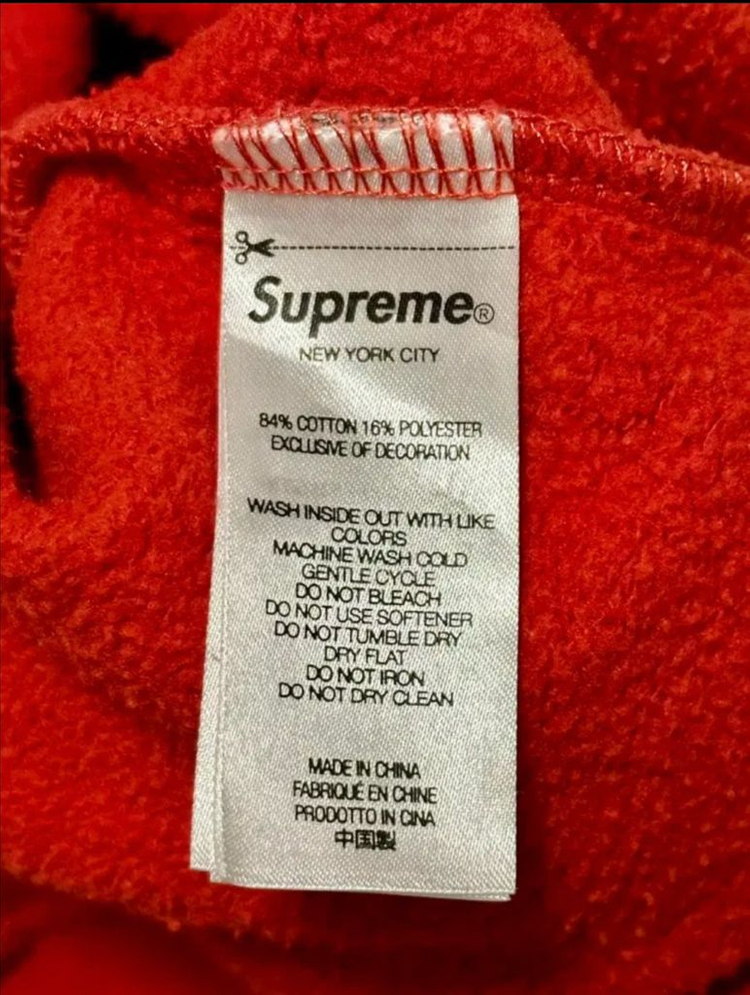 Supreme®
NEW YORK CITY
84% COTTON 16% POLYESTER
EXCLUSIVE OF DECORATION
WASH INSIDE OUT WITH LIKE
COLORS
MACHINE WASH COLD
GENTLE CYCLE
DO NOT BLEACH
DO NOT USE SOFTENER
DO NOT TUMBLE DRY
DRY FLAT
DO NOT IRON
DO NOT DRY CLEAN
MADE IN CHINA
FABRIQUÉ EN CHINE
PRODOTTO IN CINA
中国製